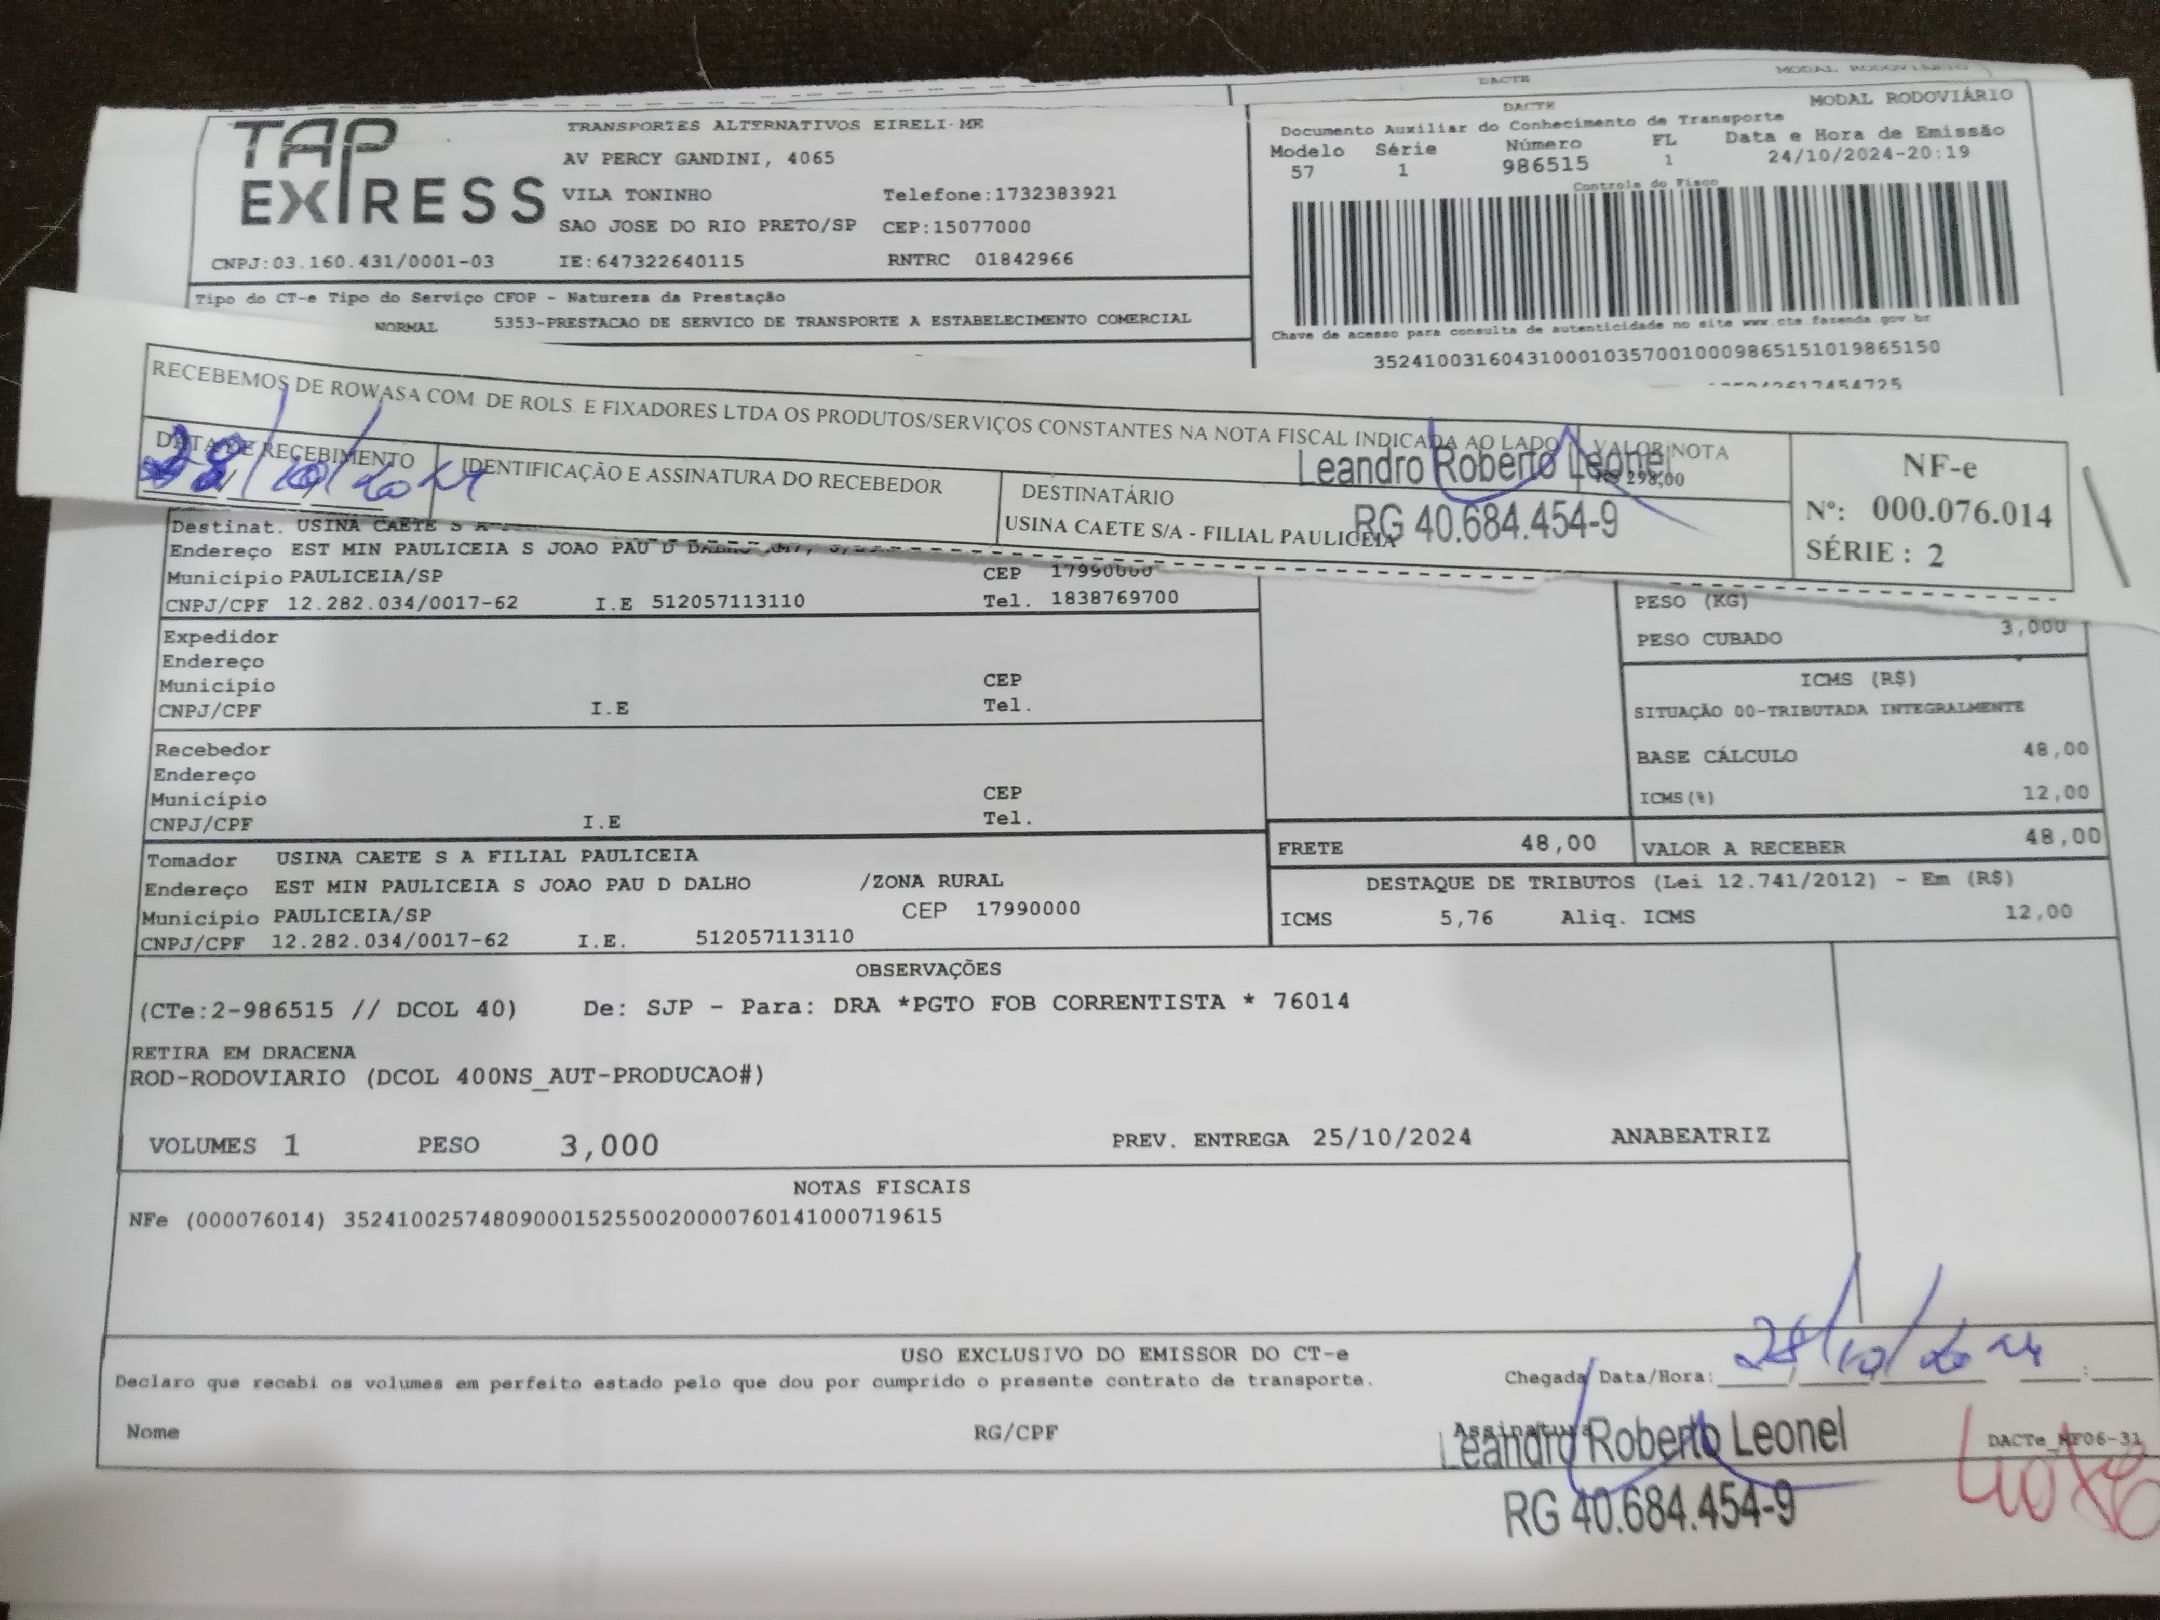 DACTE
MODAL RODOVIÁRIO
TAP EXPRESS
TRANSPORTES ALTERNATIVOS EIRELI-ME
AV PERCY GANDINI, 4065
VILA TONINHO Telefone:1732383921
SAO JOSE DO RIO PRETO/SP CEP:15077000
CNPJ:03.160.431/0001-03 IE:647322640115 RNTRC 01842966
DACTE MODAL RODOVIÁRIO
Documento Auxiliar do Conhecimento de Transporte
Modelo Série Número FL Data e Hora de Emissão
57 1 986515 1 24/10/2024-20:19
Controle do Fisco
Chave de acesso para consulta de autenticidade no site www.cte.fazenda.gov.br
35241003160431000103570010009865151019865150
Tipo do CT-e Tipo do Serviço CFOP - Natureza da Prestação
NORMAL 5353-PRESTACAO DE SERVICO DE TRANSPORTE A ESTABELECIMENTO COMERCIAL
RECEBEMOS DE ROWASA COM DE ROLS E FIXADORES LTDA OS PRODUTOS/SERVIÇOS CONSTANTES NA NOTA FISCAL INDICADA AO LADO
DATA DE RECEBIMENTO
28/10/2024
IDENTIFICAÇÃO E ASSINATURA DO RECEBEDOR
DESTINATÁRIO
USINA CAETE S/A - FILIAL PAULICEIA
VALOR NOTA
R$ 298,00
Leandro Roberto Leonel
RG 40.684.454-9
NF-e
Nº: 000.076.014
SÉRIE : 2
Destinat. USINA CAETE S A
Endereço EST MIN PAULICEIA S JOAO PAU D DALHO
Município PAULICEIA/SP CEP 17990000
CNPJ/CPF 12.282.034/0017-62 I.E 512057113110 Tel. 1838769700
PESO (KG) 3,000
PESO CUBADO
Expedidor
Endereço
Município CEP
CNPJ/CPF I.E Tel.
ICMS (R$)
SITUAÇÃO 00-TRIBUTADA INTEGRALMENTE
BASE CÁLCULO 48,00
ICMS(%) 12,00
Recebedor
Endereço
Município CEP
CNPJ/CPF I.E Tel.
FRETE 48,00 VALOR A RECEBER 48,00
Tomador USINA CAETE S A FILIAL PAULICEIA
Endereço EST MIN PAULICEIA S JOAO PAU D DALHO /ZONA RURAL
Município PAULICEIA/SP CEP 17990000
CNPJ/CPF 12.282.034/0017-62 I.E. 512057113110
DESTAQUE DE TRIBUTOS (Lei 12.741/2012) - Em (R$)
ICMS 5,76 Aliq. ICMS 12,00
OBSERVAÇÕES
(CTe:2-986515 // DCOL 40) De: SJP - Para: DRA *PGTO FOB CORRENTISTA * 76014
RETIRA EM DRACENA
ROD-RODOVIARIO (DCOL 400NS_AUT-PRODUCAO#)
VOLUMES 1 PESO 3,000 PREV. ENTREGA 25/10/2024 ANABEATRIZ
NOTAS FISCAIS
NFe (000076014) 35241002574809000152550020000760141000719615
USO EXCLUSIVO DO EMISSOR DO CT-e
Declaro que recebi os volumes em perfeito estado pelo que dou por cumprido o presente contrato de transporte.
Chegada Data/Hora: 28/10/2024
Nome RG/CPF Assinatura
Leandro Roberto Leonel
RG 40.684.454-9